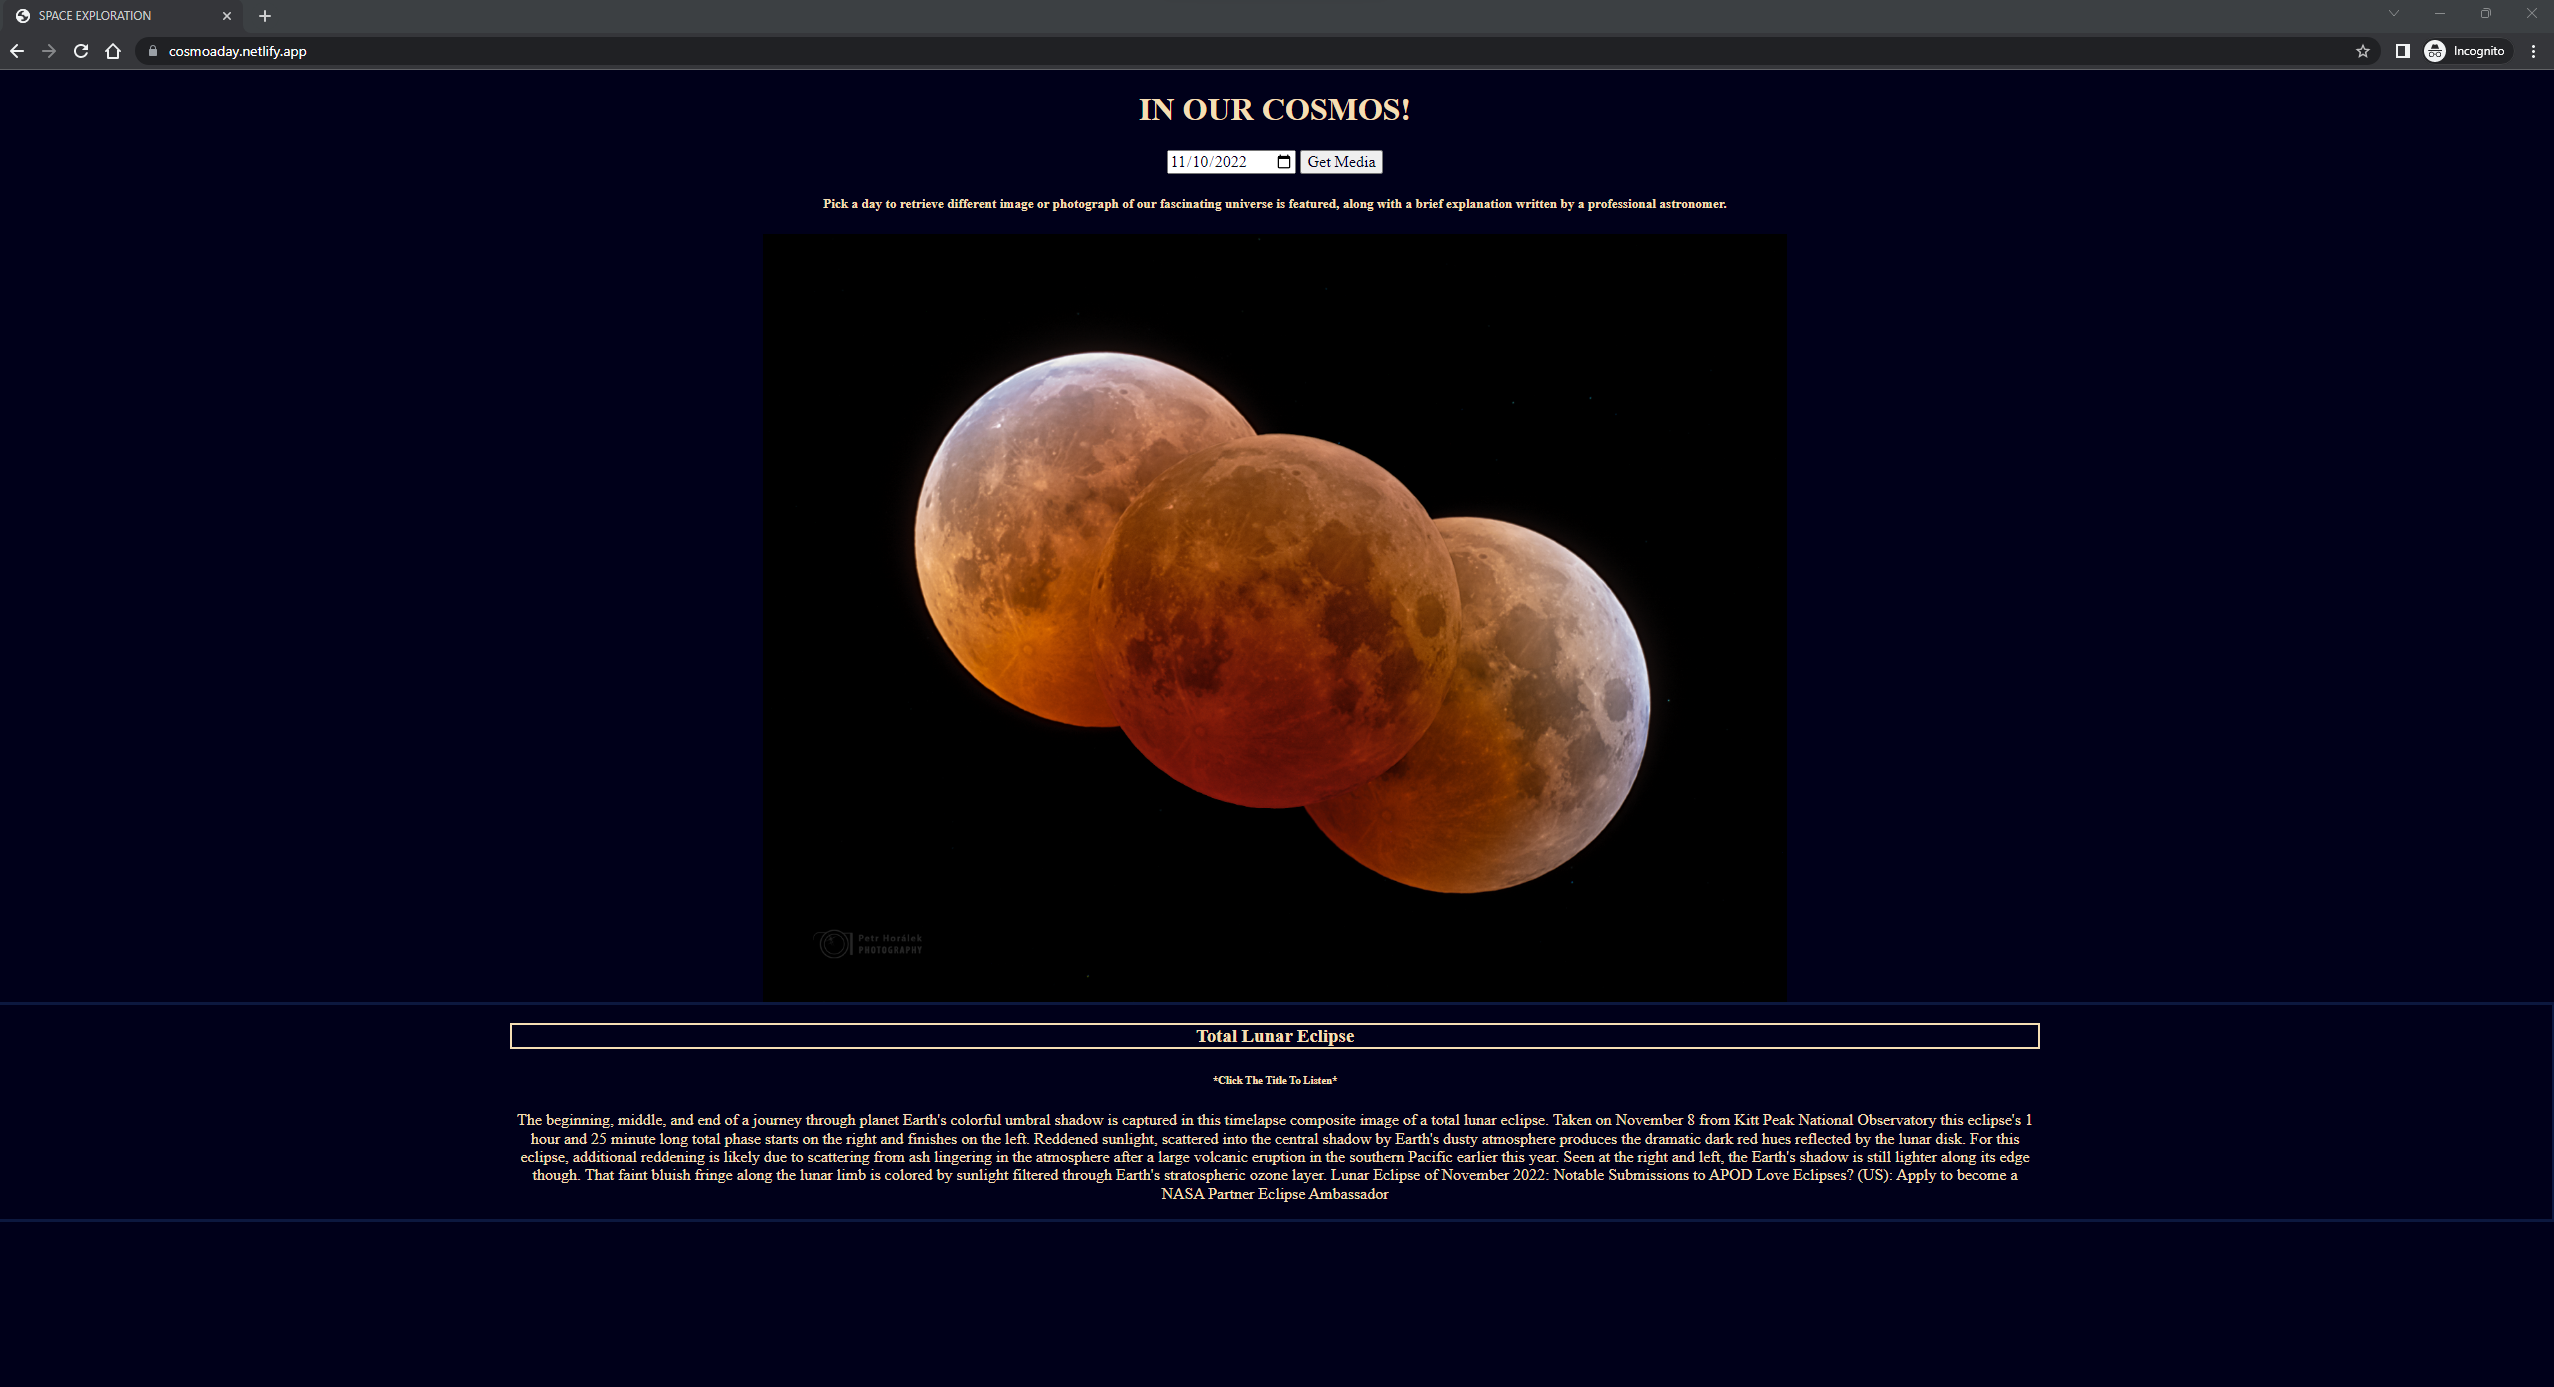 SPACE EXPLORATION
cosmoaday.netlify.app
Incognito
IN OUR COSMOS!
11/10/2022 Get Media
Pick a day to retrieve different image or photograph of our fascinating universe is featured, along with a brief explanation written by a professional astronomer.
Petr Horálek
PHOTOGRAPHY
Total Lunar Eclipse
*Click The Title To Listen*
The beginning, middle, and end of a journey through planet Earth's colorful umbral shadow is captured in this timelapse composite image of a total lunar eclipse. Taken on November 8 from Kitt Peak National Observatory this eclipse's 1
hour and 25 minute long total phase starts on the right and finishes on the left. Reddened sunlight, scattered into the central shadow by Earth's dusty atmosphere produces the dramatic dark red hues reflected by the lunar disk. For this
eclipse, additional reddening is likely due to scattering from ash lingering in the atmosphere after a large volcanic eruption in the southern Pacific earlier this year. Seen at the right and left, the Earth's shadow is still lighter along its edge
though. That faint bluish fringe along the lunar limb is colored by sunlight filtered through Earth's stratospheric ozone layer. Lunar Eclipse of November 2022: Notable Submissions to APOD Love Eclipses? (US): Apply to become a
NASA Partner Eclipse Ambassador